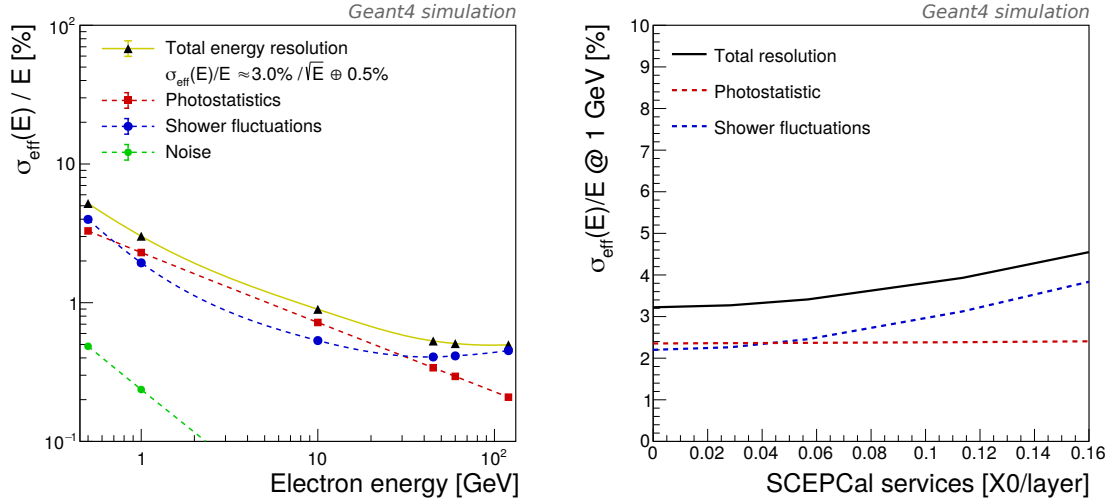 Geant4 simulation
σeff(E) / E [%]
10²
10
1
10⁻¹
Total energy resolution
σeff(E)/E ≈3.0% /√E ⊕ 0.5%
Photostatistics
Shower fluctuations
Noise
1 10 10²
Electron energy [GeV]
Geant4 simulation
σeff(E)/E @ 1 GeV [%]
10
9
8
7
6
5
4
3
2
1
0
Total resolution
Photostatistic
Shower fluctuations
0 0.02 0.04 0.06 0.08 0.1 0.12 0.14 0.16
SCEPCal services [X0/layer]